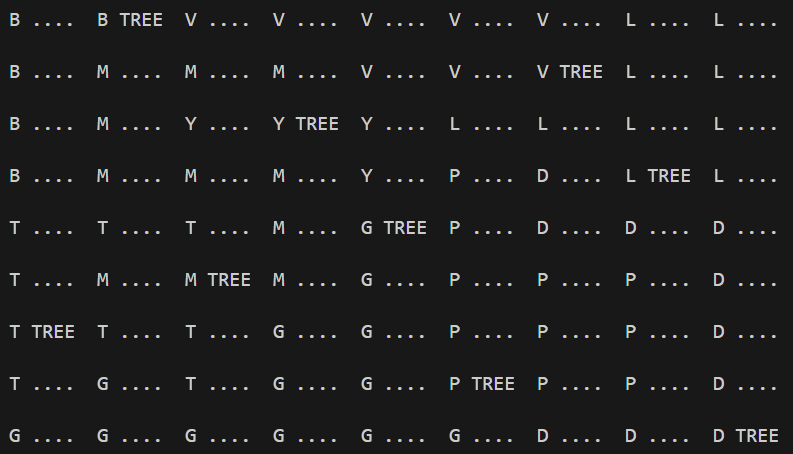 B .... B TREE V .... V .... V .... V .... V .... L .... L ....
B .... M .... M .... M .... V .... V .... V TREE L .... L ....
B .... M .... Y .... Y TREE Y .... L .... L .... L .... L ....
B .... M .... M .... M .... Y .... P .... D .... L TREE L ....
T .... T .... T .... M .... G TREE P .... D .... D .... D ....
T .... M .... M TREE M .... G .... P .... P .... P .... D ....
T TREE T .... T .... G .... G .... P .... P .... P .... D ....
T .... G .... T .... G .... G .... P TREE P .... P .... D ....
G .... G .... G .... G .... G .... G .... D .... D .... D TREE